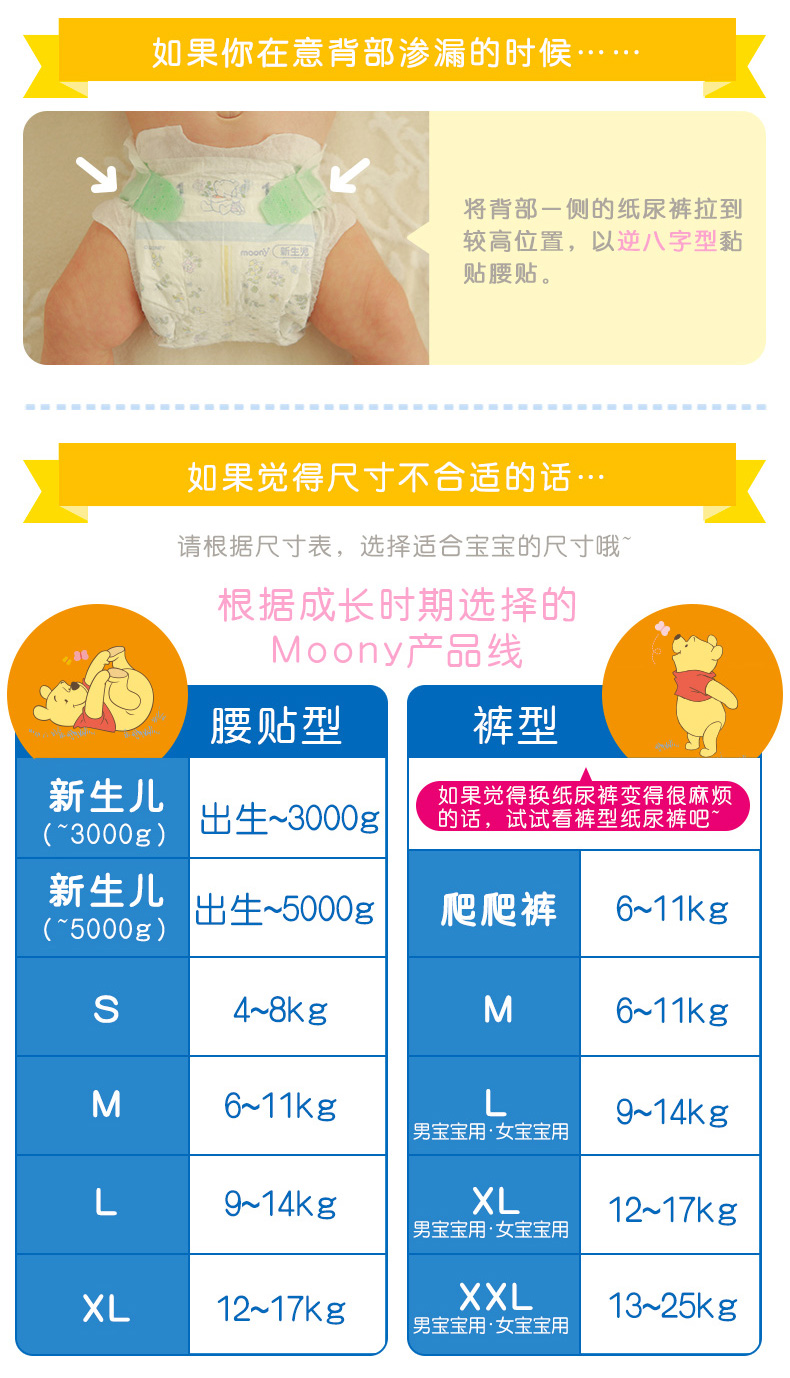 如果你在意背部渗漏的时候……
将背部一侧的纸尿裤拉到
较高位置，以逆八字型黏
贴腰贴。
moony 新生儿
如果觉得尺寸不合适的话…
请根据尺寸表，选择适合宝宝的尺寸哦~
根据成长时期选择的
Moony产品线
腰贴型
新生儿
(~3000g)
出生~3000g
新生儿
(~5000g)
出生~5000g
S
4~8kg
M
6~11kg
L
9~14kg
XL
12~17kg
裤型
如果觉得换纸尿裤变得很麻烦
的话，试试看裤型纸尿裤吧~
爬爬裤
6~11kg
M
6~11kg
L
男宝宝用·女宝宝用
9~14kg
XL
男宝宝用·女宝宝用
12~17kg
XXL
男宝宝用·女宝宝用
13~25kg